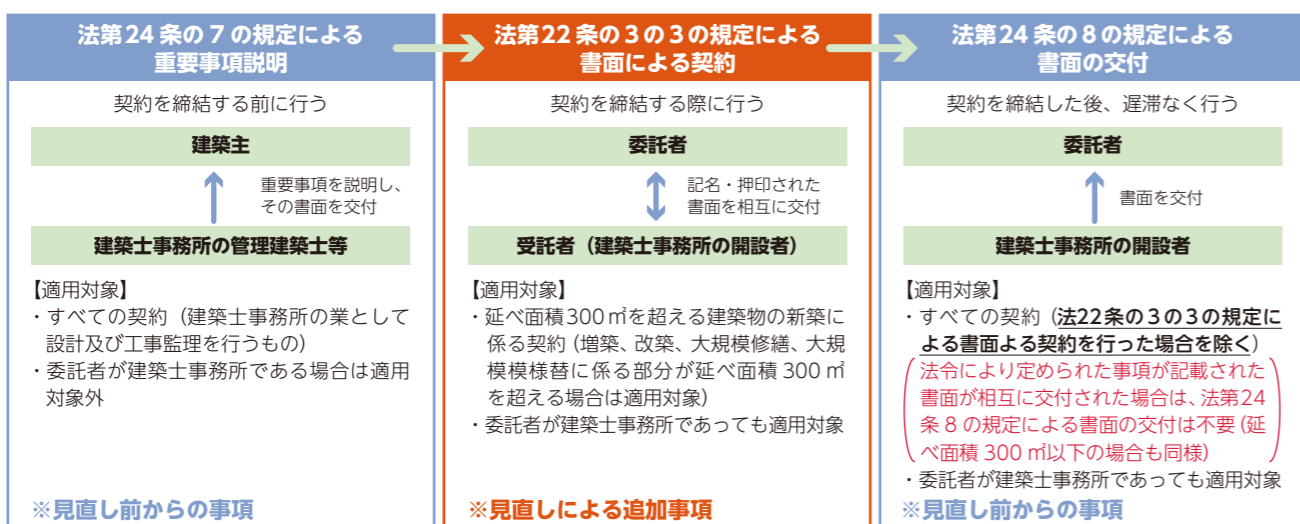 法第24条の7の規定による
重要事項説明
契約を締結する前に行う
建築主
重要事項を説明し、
その書面を交付
建築士事務所の管理建築士等
【適用対象】
・すべての契約（建築士事務所の業として
設計及び工事監理を行うもの）
・委託者が建築士事務所である場合は適用
対象外
※見直し前からの事項
法第22条の3の3の規定による
書面による契約
契約を締結する際に行う
委託者
記名・押印された
書面を相互に交付
受託者（建築士事務所の開設者）
【適用対象】
・延べ面積300㎡を超える建築物の新築に
係る契約（増築、改築、大規模修繕、大規
模模様替に係る部分が延べ面積300㎡
を超える場合は適用対象）
・委託者が建築士事務所であっても適用対象
※見直しによる追加事項
法第24条の8の規定による
書面の交付
契約を締結した後、遅滞なく行う
委託者
書面を交付
建築士事務所の開設者
【適用対象】
・すべての契約（法22条の3の3の規定に
よる書面よる契約を行った場合を除く）
（法令により定められた事項が記載された
書面が相互に交付された場合は、法第24
条8の規定による書面の交付は不要（延
べ面積300㎡以下の場合も同様））
・委託者が建築士事務所であっても適用対象
※見直し前からの事項